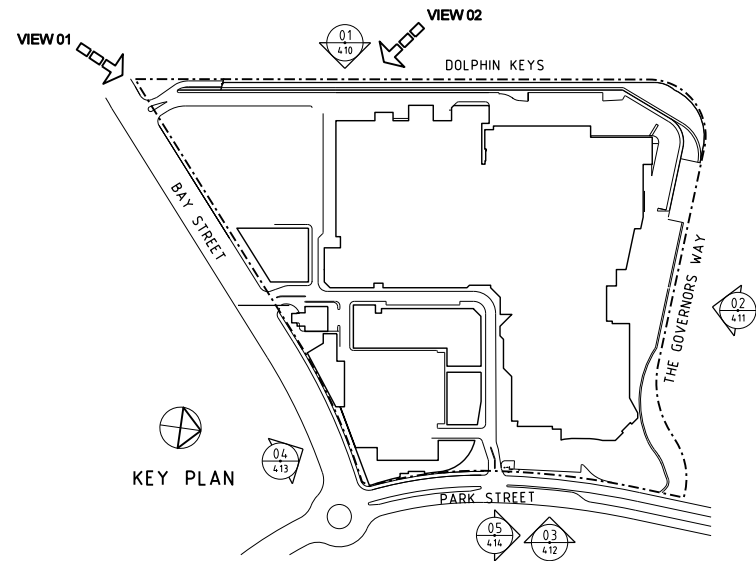 VIEW 01
VIEW 02
01
410
DOLPHIN KEYS
BAY STREET
THE GOVERNORS WAY
02
411
04
413
KEY PLAN
PARK STREET
05
414
03
412